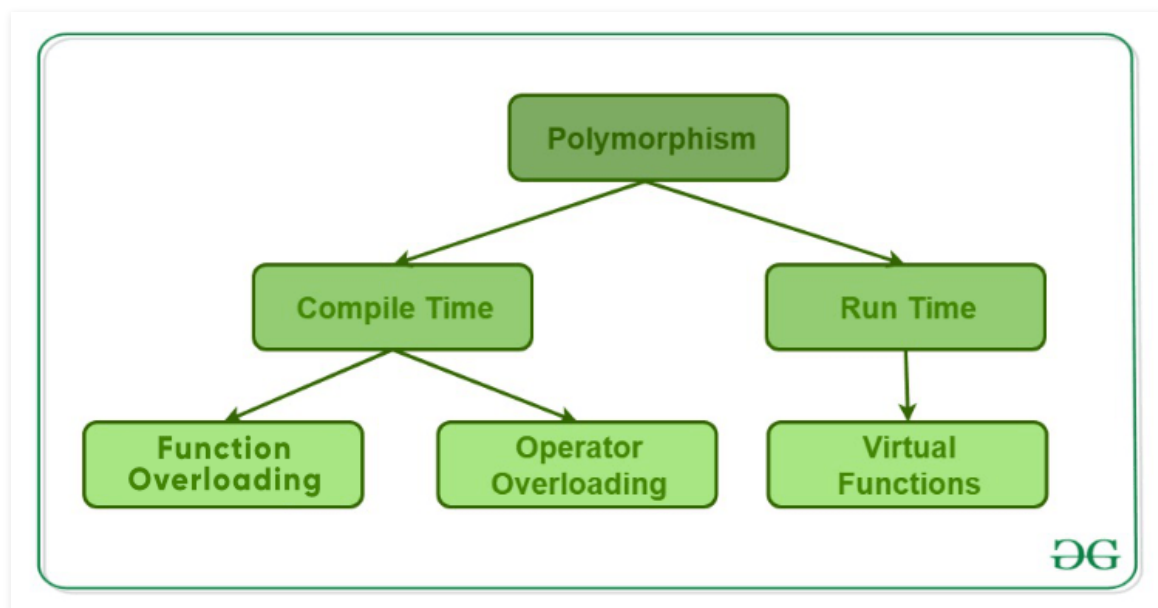 Polymorphism
Compile Time
Run Time
Function
Overloading
Operator
Overloading
Virtual
Functions